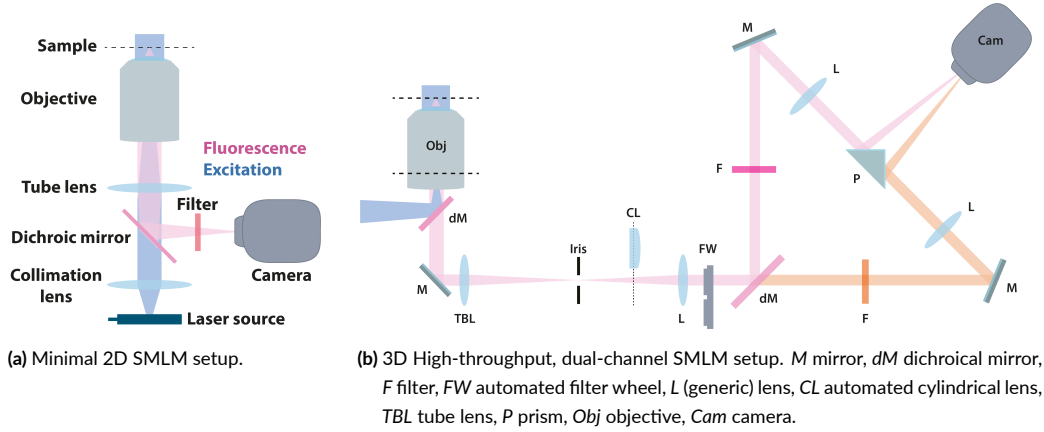 Sample
Objective
Fluorescence
Excitation
Tube lens
Filter
Dichroic mirror
Camera
Collimation
lens
Laser source
(a) Minimal 2D SMLM setup.
M
Cam
L
Obj
F
P
dM
CL
L
Iris
FW
M
TBL
L
dM
F
M
(b) 3D High-throughput, dual-channel SMLM setup. M mirror, dM dichroical mirror,
F filter, FW automated filter wheel, L (generic) lens, CL automated cylindrical lens,
TBL tube lens, P prism, Obj objective, Cam camera.